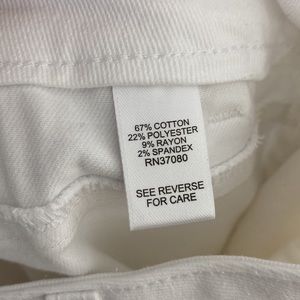 67% COTTON
22% POLYESTER
9% RAYON
2% SPANDEX
RN37080
SEE REVERSE
FOR CARE